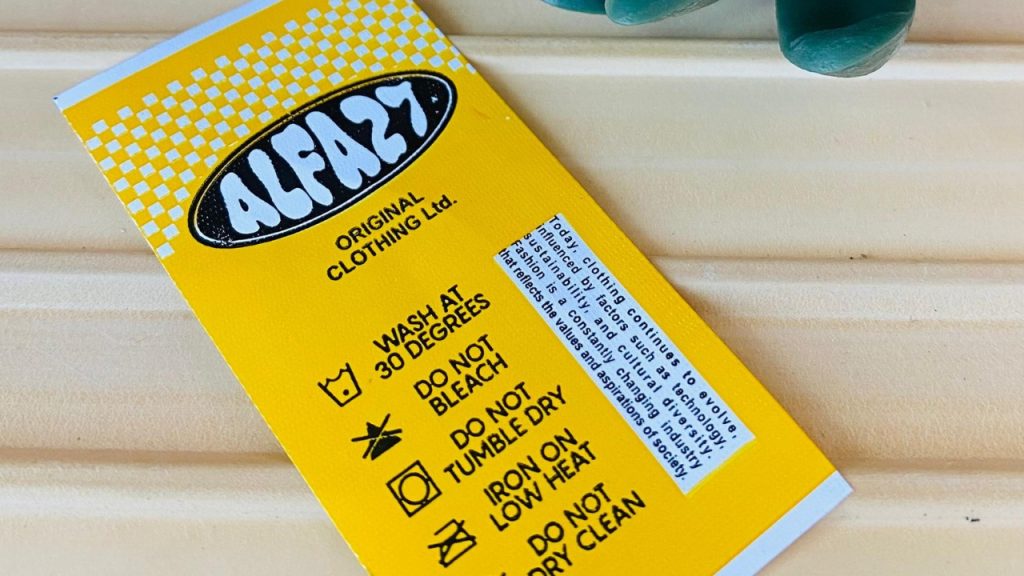 ALFA27
ORIGINAL
CLOTHING Ltd.
WASH AT
30 DEGREES
DO NOT
BLEACH
DO NOT
TUMBLE DRY
IRON ON
LOW HEAT
DO NOT
DRY CLEAN
Today, clothing continues to evolve,
influenced by factors such as technology,
sustainability, and cultural diversity.
Fashion is a constantly changing industry
that reflects the values and aspirations of society.